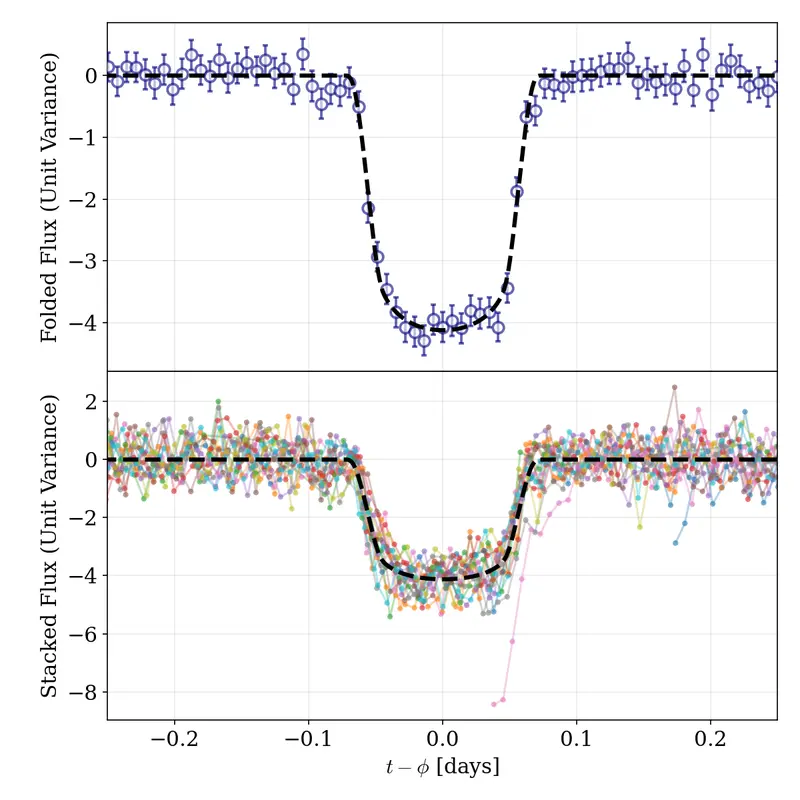 Folded Flux (Unit Variance)
0
−1
−2
−3
−4
Stacked Flux (Unit Variance)
2
0
−2
−4
−6
−8
−0.2 −0.1 0.0 0.1 0.2
t − ϕ [days]